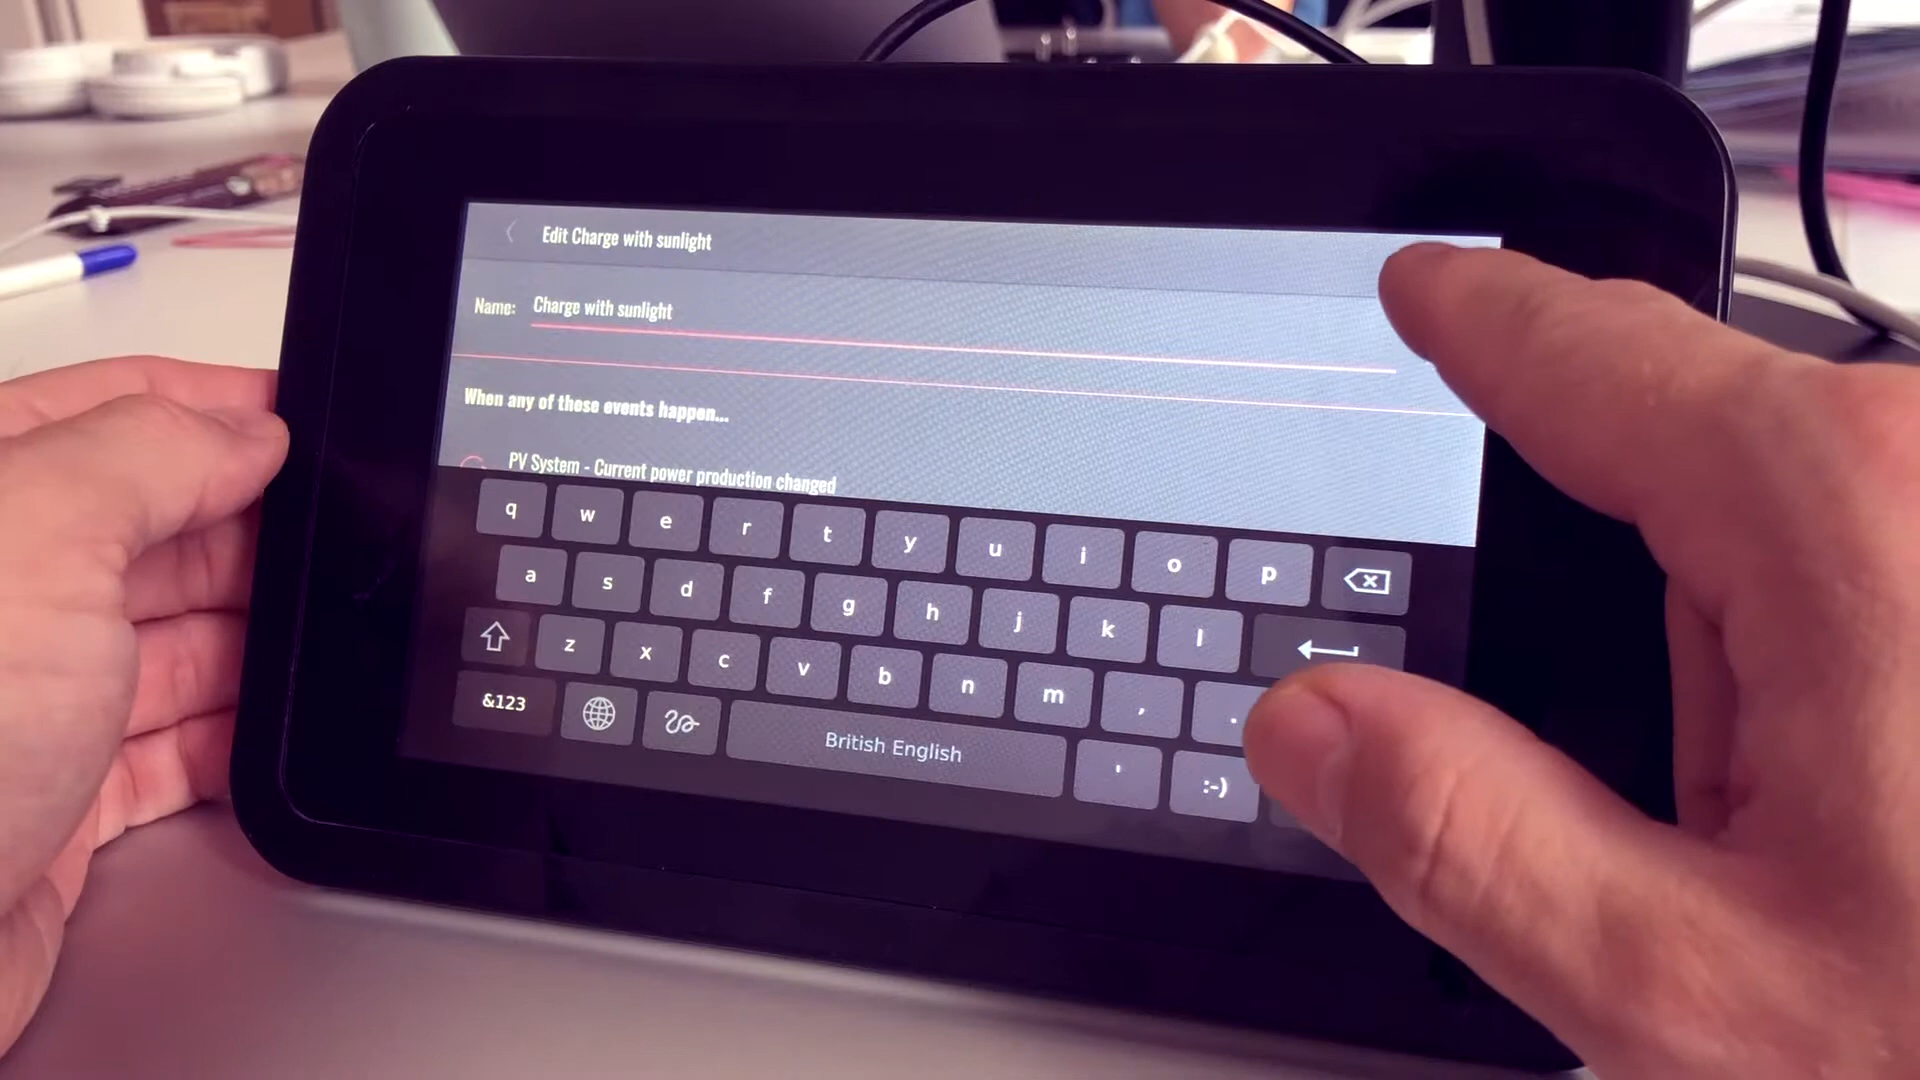 Edit Charge with sunlight
Name: Charge with sunlight
When any of these events happen...
PV System - Current power production changed
q w e r t y u i o p
a s d f g h j k l
z x c v b n m , .
&123 British English ' :-)